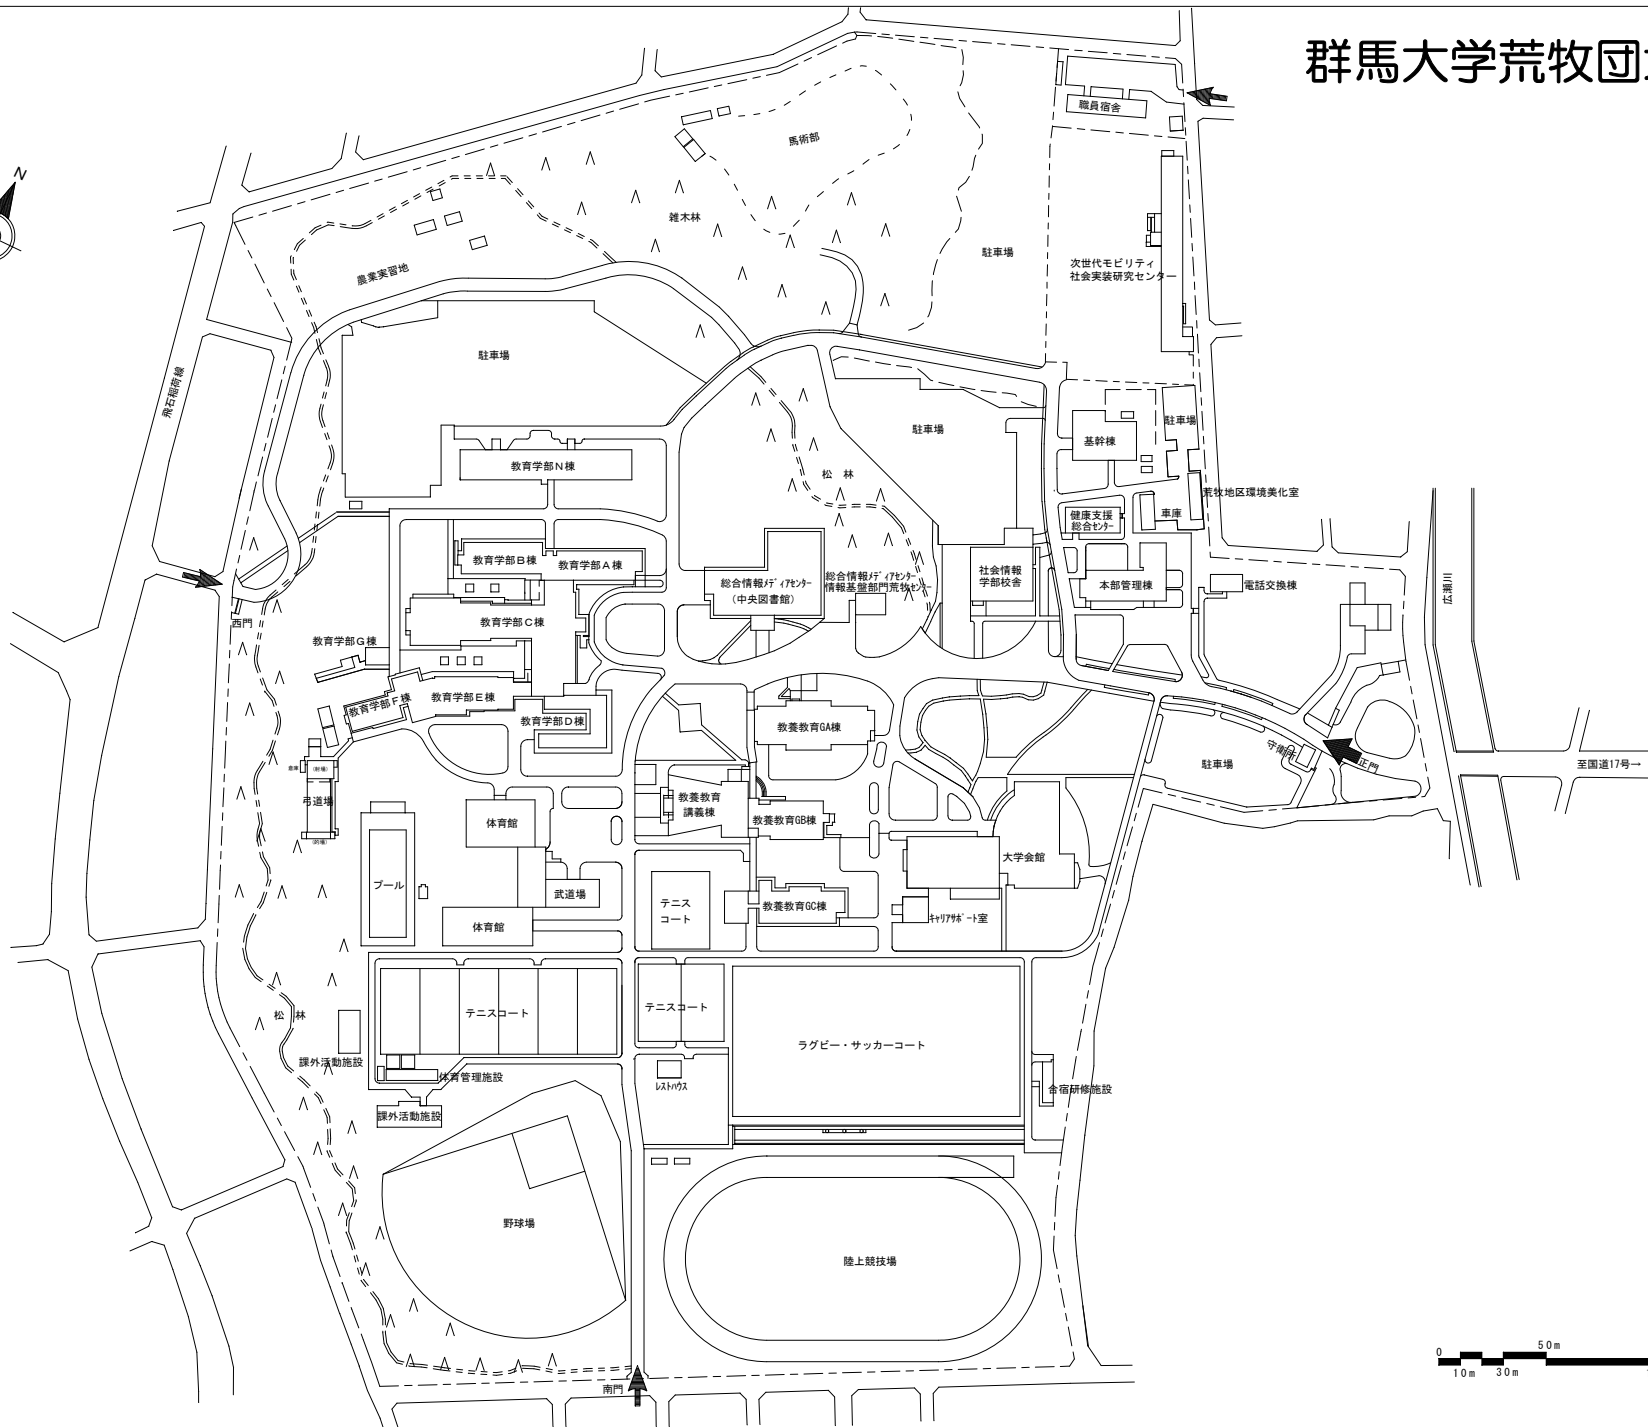 群馬大学荒牧団
N
職員宿舎
馬術部
雑木林
駐車場
次世代モビリティ
社会実装研究センター
農業実習地
駐車場
飛石稲荷線
駐車場
駐車場
基幹棟
教育学部N棟
松 林
荒牧地区環境美化室
車庫
健康支援
総合センター
教育学部B棟
教育学部A棟
総合情報メディアセンター
(中央図書館)
総合情報メディアセンター
情報基盤部門荒牧センター
社会情報
学部校舎
本部管理棟
電話交換棟
広瀬川
西門
教育学部C棟
教育学部G棟
教育学部F棟
教育学部E棟
教育学部D棟
教養教育GA棟
守衛所
正門
駐車場
至国道17号→
倉庫
(射場)
弓道場
(的場)
体育館
教養教育
講義棟
教養教育GB棟
大学会館
プール
武道場
テニス
コート
教養教育GC棟
キャリアサポート室
体育館
テニスコート
テニスコート
松 林
ラグビー・サッカーコート
課外活動施設
体育管理施設
レストハウス
合宿研修施設
課外活動施設
野球場
陸上競技場
南門
0
50m
10m
30m